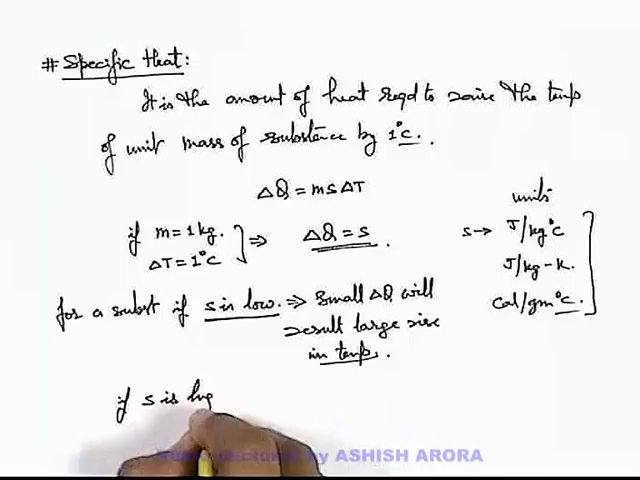 # Specific Heat:
It is the amount of heat reqd to raise the temp
of unit mass of substance by 1°c.
ΔQ = ms ΔT
if m = 1 kg.
ΔT = 1°C
⇒ ΔQ = s.
units
s → J/kg°C
J/kg-K.
Cal/gm°C.
for a subst if s is low. ⇒ Small ΔQ will
result large rise
in temp.
if s is
by ASHISH ARORA